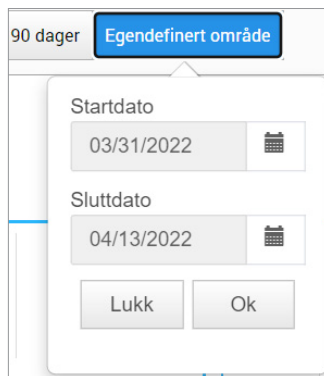 90 dager Egendefinert område
Startdato
03/31/2022
Sluttdato
04/13/2022
Lukk Ok